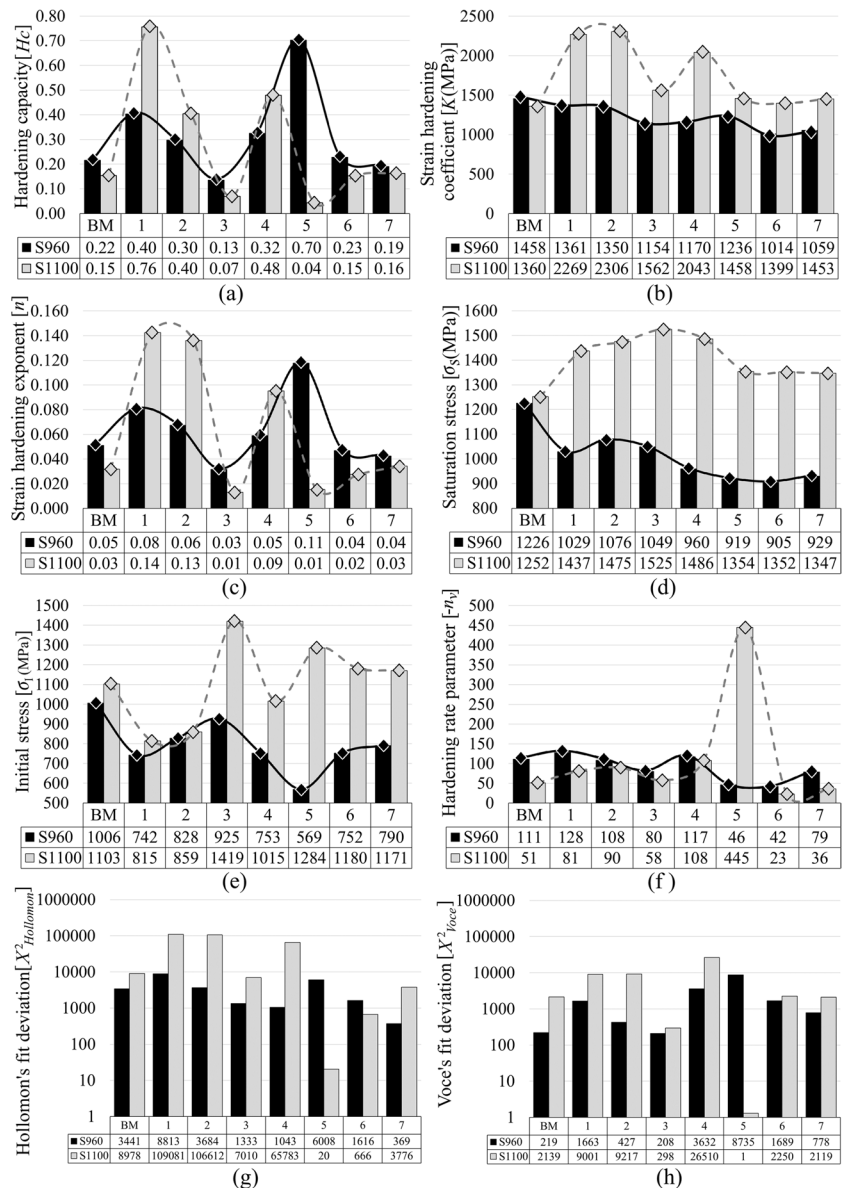 Hardening capacity[Hc]
0.80
0.70
0.60
0.50
0.40
0.30
0.20
0.10
0.00
BM 1 2 3 4 5 6 7
S960 0.22 0.40 0.30 0.13 0.32 0.70 0.23 0.19
S1100 0.15 0.76 0.40 0.07 0.48 0.04 0.15 0.16
(a)
Strain hardening
coefficient [K(MPa)]
2500
2000
1500
1000
500
0
BM 1 2 3 4 5 6 7
S960 1458 1361 1350 1154 1170 1236 1014 1059
S1100 1360 2269 2306 1562 2043 1458 1399 1453
(b)
Strain hardening exponent [n]
0.160
0.140
0.120
0.100
0.080
0.060
0.040
0.020
0.000
BM 1 2 3 4 5 6 7
S960 0.05 0.08 0.06 0.03 0.05 0.11 0.04 0.04
S1100 0.03 0.14 0.13 0.01 0.09 0.01 0.02 0.03
(c)
Saturation stress [σs(MPa)]
1600
1500
1400
1300
1200
1100
1000
900
800
BM 1 2 3 4 5 6 7
S960 1226 1029 1076 1049 960 919 905 929
S1100 1252 1437 1475 1525 1486 1354 1352 1347
(d)
Initial stress [σi (MPa)]
1500
1400
1300
1200
1100
1000
900
800
700
600
500
BM 1 2 3 4 5 6 7
S960 1006 742 828 925 753 569 752 790
S1100 1103 815 859 1419 1015 1284 1180 1171
(e)
Hardening rate parameter [-nv]
500
450
400
350
300
250
200
150
100
50
0
BM 1 2 3 4 5 6 7
S960 111 128 108 80 117 46 42 79
S1100 51 81 90 58 108 445 23 36
(f)
Hollomon's fit deviation[X²Hollomon]
1000000
100000
10000
1000
100
10
1
BM 1 2 3 4 5 6 7
S960 3441 8813 3684 1333 1043 6008 1616 369
S1100 8978 109081 106612 7010 65783 20 666 3776
(g)
Voce's fit deviation [X²Voce]
1000000
100000
10000
1000
100
10
1
BM 1 2 3 4 5 6 7
S960 219 1663 427 208 3632 8735 1689 778
S1100 2139 9001 9217 298 26510 1 2250 2119
(h)